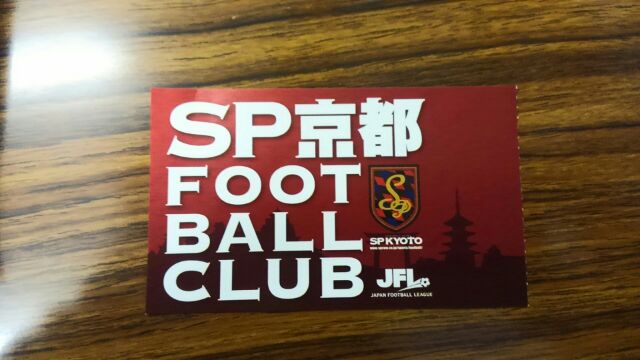 SP京都
FOOT
BALL
CLUB
SP KYOTO
JFL
JAPAN FOOTBALL LEAGUE